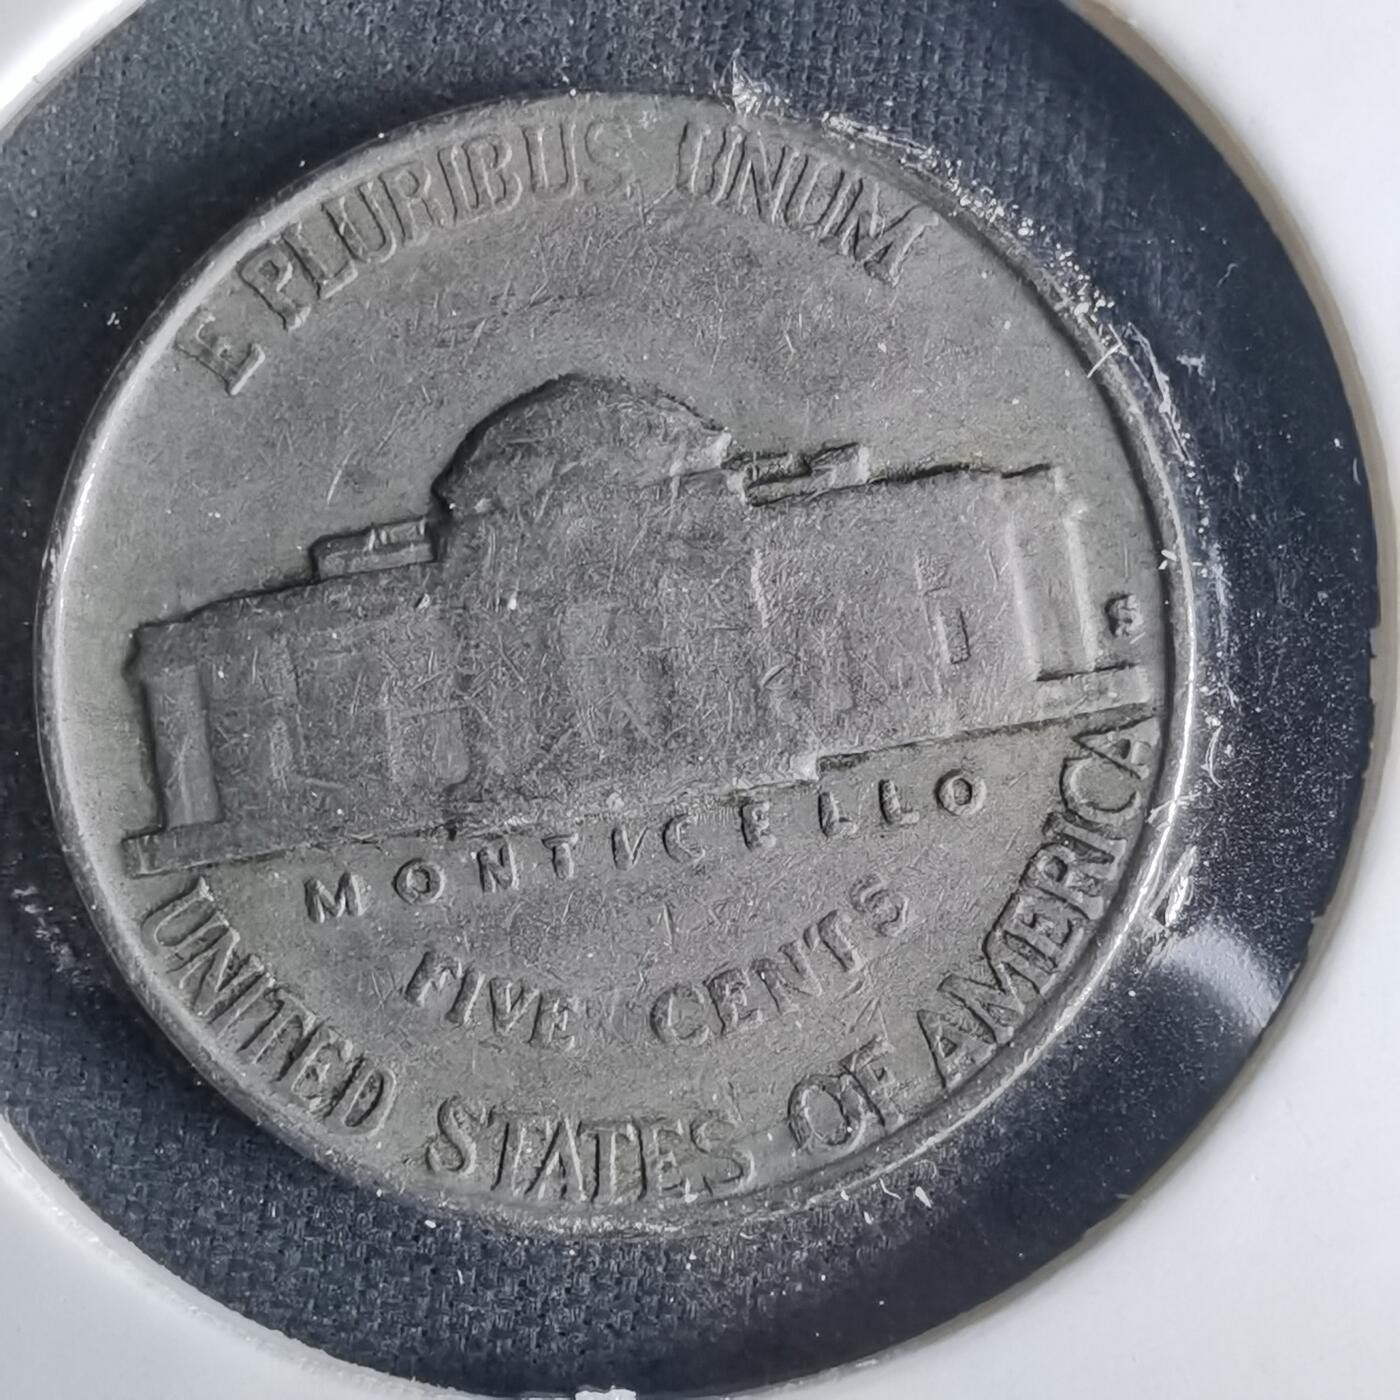 E PLURIBUS UNUM
S
MONTICELLO
FIVE CENTS
UNITED STATES OF AMERICA